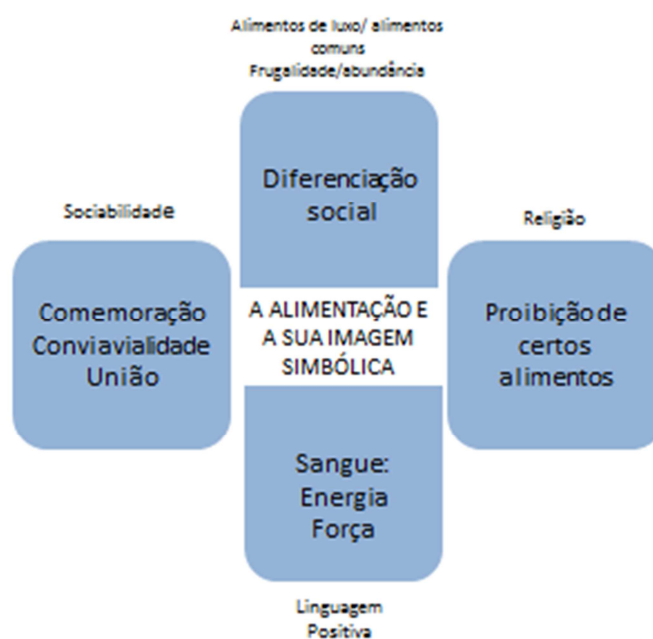 Alimentos de luxo/ alimentos
comuns
Frugalidade/abundância
Diferenciação
social
Sociabilidade
Religião
Comemoração
Conviavialidade
União
A ALIMENTAÇÃO E
A SUA IMAGEM
SIMBÓLICA
Proibição de
certos
alimentos
Sangue:
Energia
Força
Linguagem
Positiva